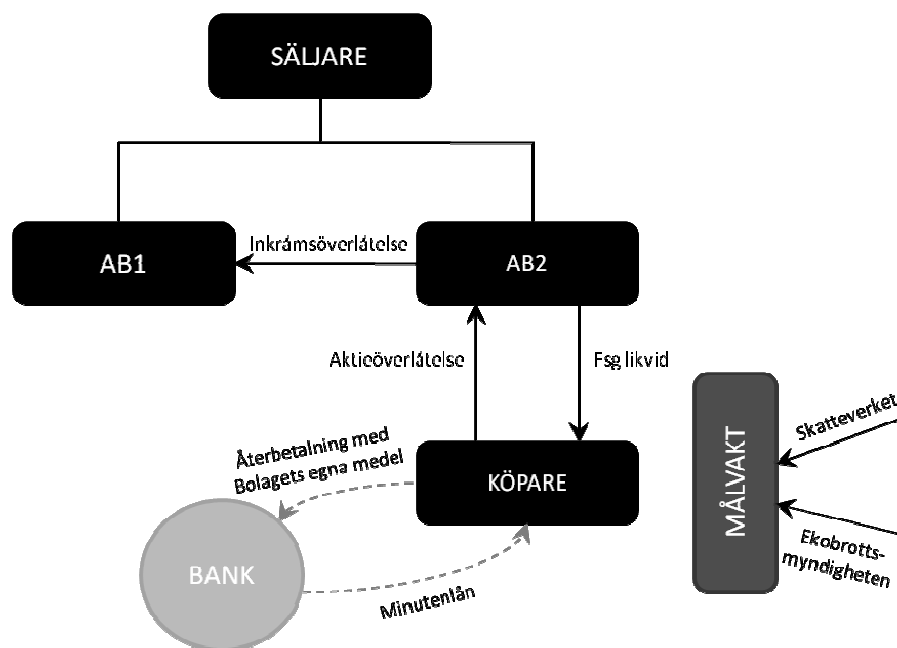 SÄLJARE
AB1
Inkråmsöverlåtelse
AB2
Aktieöverlåtelse
Fsg likvid
Återbetalning med
Bolagets egna medel
KÖPARE
BANK
Minutenlån
MÅLVAKT
Skatteverket
Ekobrotts-
myndigheten